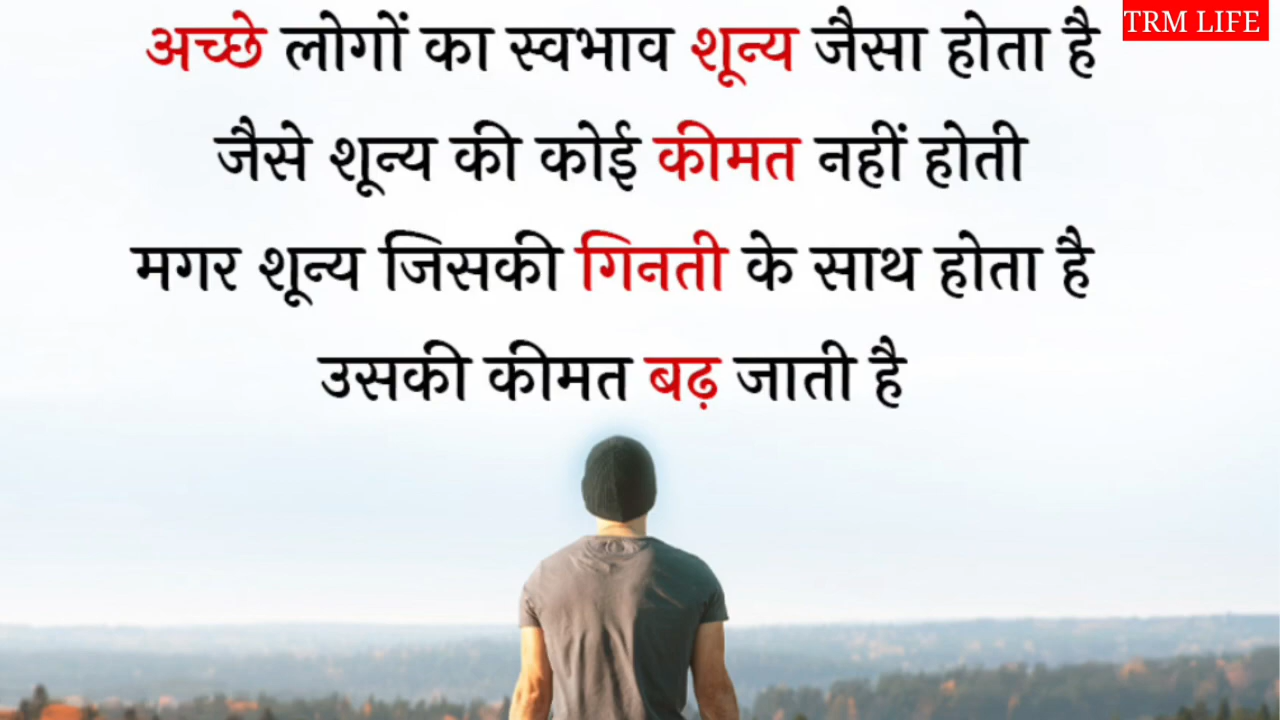 TRM LIFE
अच्छे लोगों का स्वभाव शून्य जैसा होता है
जैसे शून्य की कोई कीमत नहीं होती
मगर शून्य जिसकी गिनती के साथ होता है
उसकी कीमत बढ़ जाती है